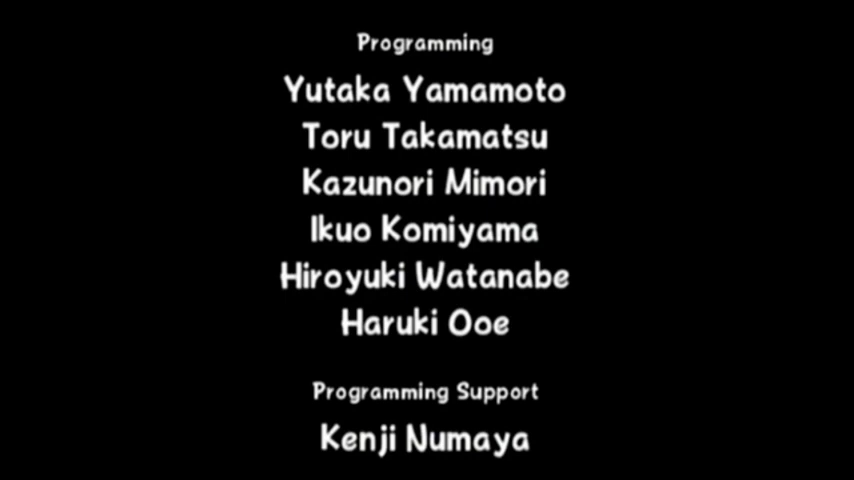 Programming
Yutaka Yamamoto
Toru Takamatsu
Kazunori Mimori
Ikuo Komiyama
Hiroyuki Watanabe
Haruki Ooe
Programming Support
Kenji Numaya